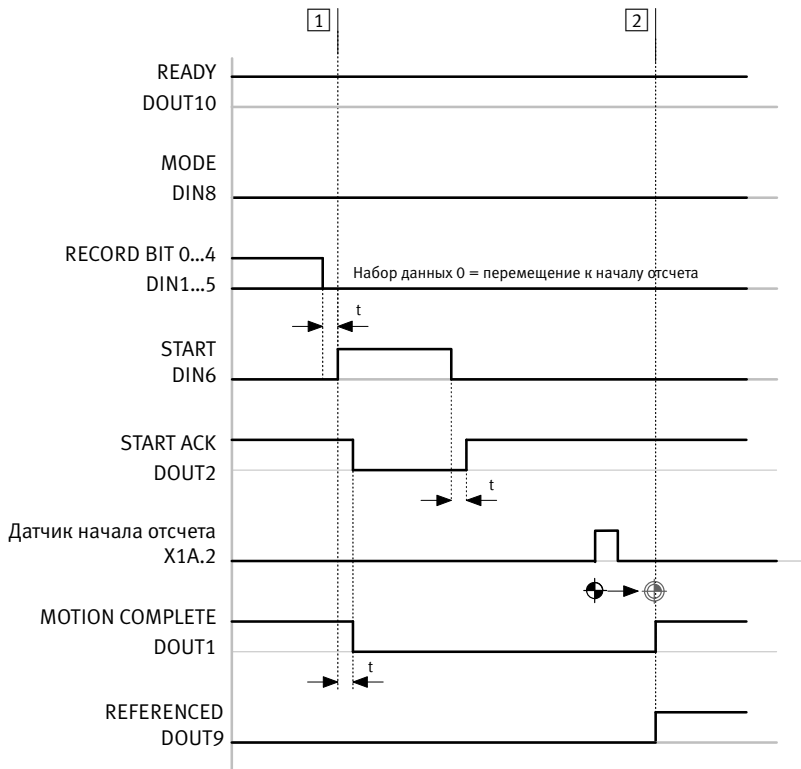 1
2
READY
DOUT10
MODE
DIN8
RECORD BIT 0...4
DIN1...5
Набор данных 0 = перемещение к началу отсчета
t
START
DIN6
START ACK
DOUT2
t
Датчик начала отсчета
X1A.2
MOTION COMPLETE
DOUT1
t
REFERENCED
DOUT9